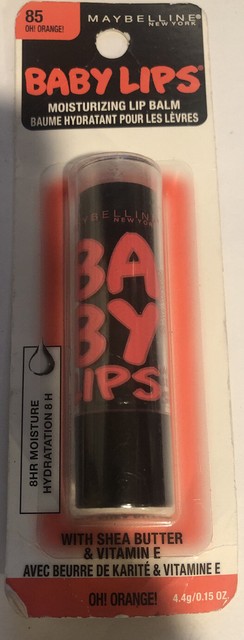 85
OH! ORANGE!
MAYBELLINE®
NEW YORK
BABY LIPS®
MOISTURIZING LIP BALM
BAUME HYDRATANT POUR LES LÈVRES
YBELLIN
NEW YOR
BA
BY
LIPS
8HR MOISTURE
HYDRATATION 8 H
WITH SHEA BUTTER
& VITAMIN E
AVEC BEURRE DE KARITÉ & VITAMINE E
OH! ORANGE!
4.4g/0.15 OZ.